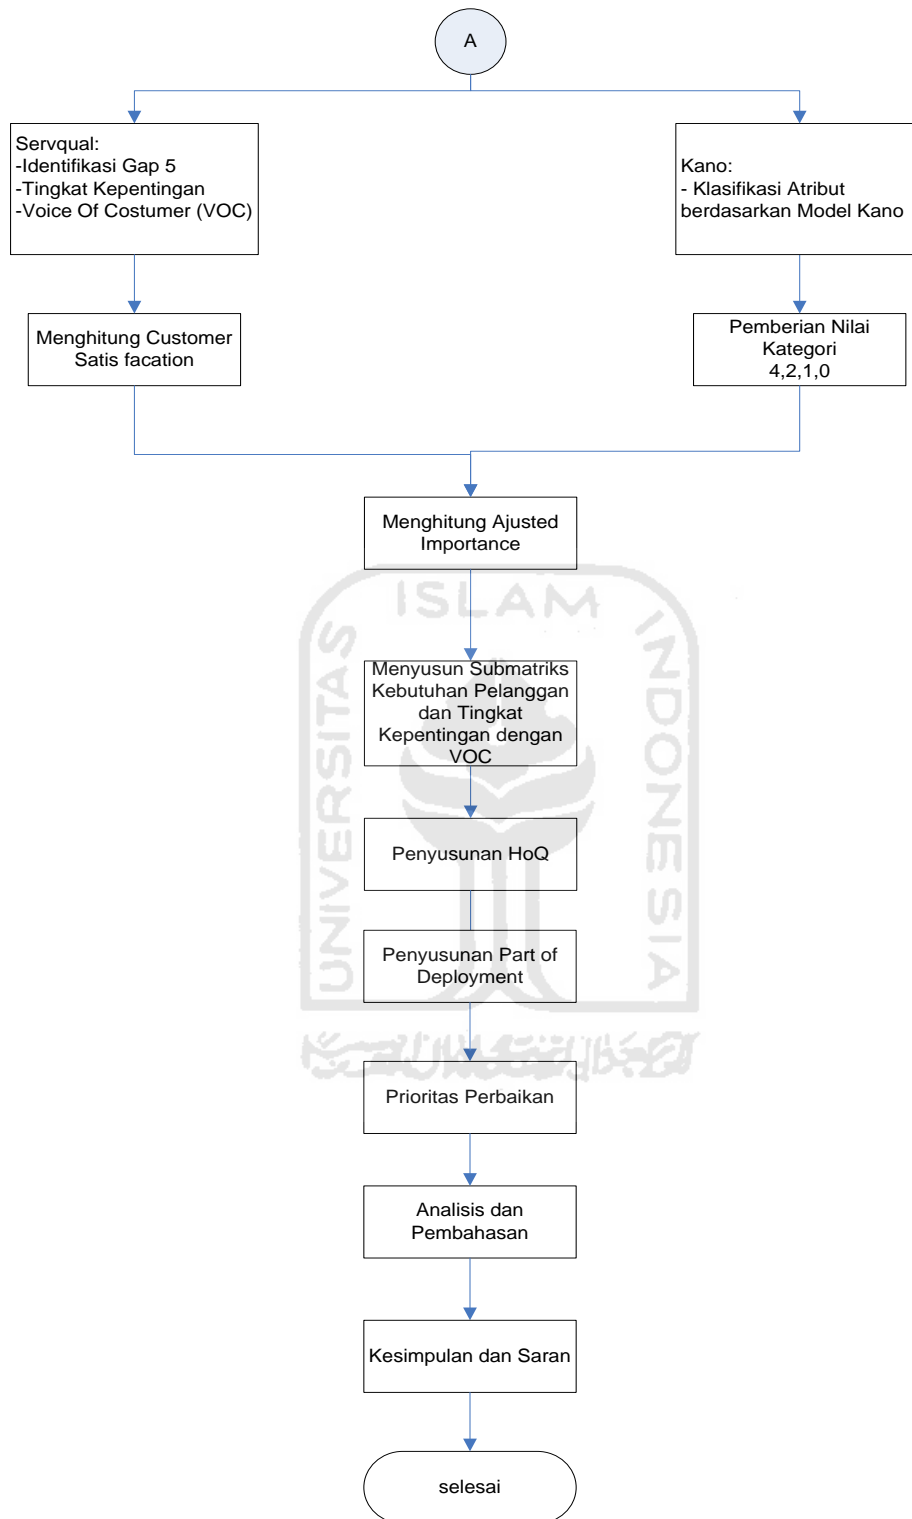 A
Servqual:
-Identifikasi Gap 5
-Tingkat Kepentingan
-Voice Of Costumer (VOC)
Kano:
- Klasifikasi Atribut
berdasarkan Model Kano
Menghitung Customer
Satis facation
Pemberian Nilai
Kategori
4,2,1,0
Menghitung Ajusted
Importance
ISLAM
UNIVERSITAS
INDONESIA
Menyusun Submatriks
Kebutuhan Pelanggan
dan Tingkat
Kepentingan dengan
VOC
Penyusunan HoQ
Penyusunan Part of
Deployment
Prioritas Perbaikan
Analisis dan
Pembahasan
Kesimpulan dan Saran
selesai